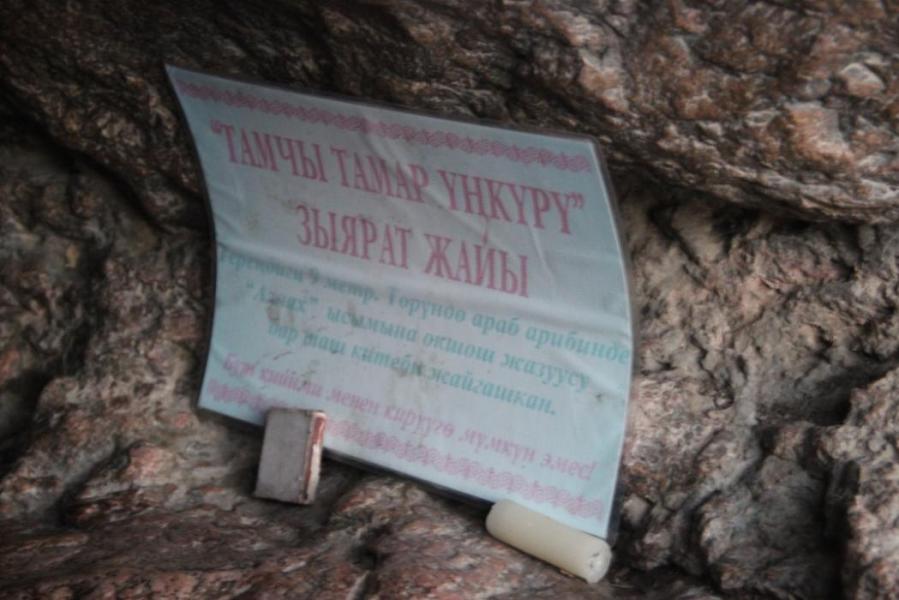 "ТАМЧЫ ТАМАР ҮҢКҮРҮ"
ЗЫЯРАТ ЖАЙЫ
Тереңдиги 9 метр. Төрүндө араб арибинде
"Аллах" ысымына окшош жазуусу
бар таш китеби жайгашкан.
Бут кийим менен кирүүгө мүмкүн эмес!